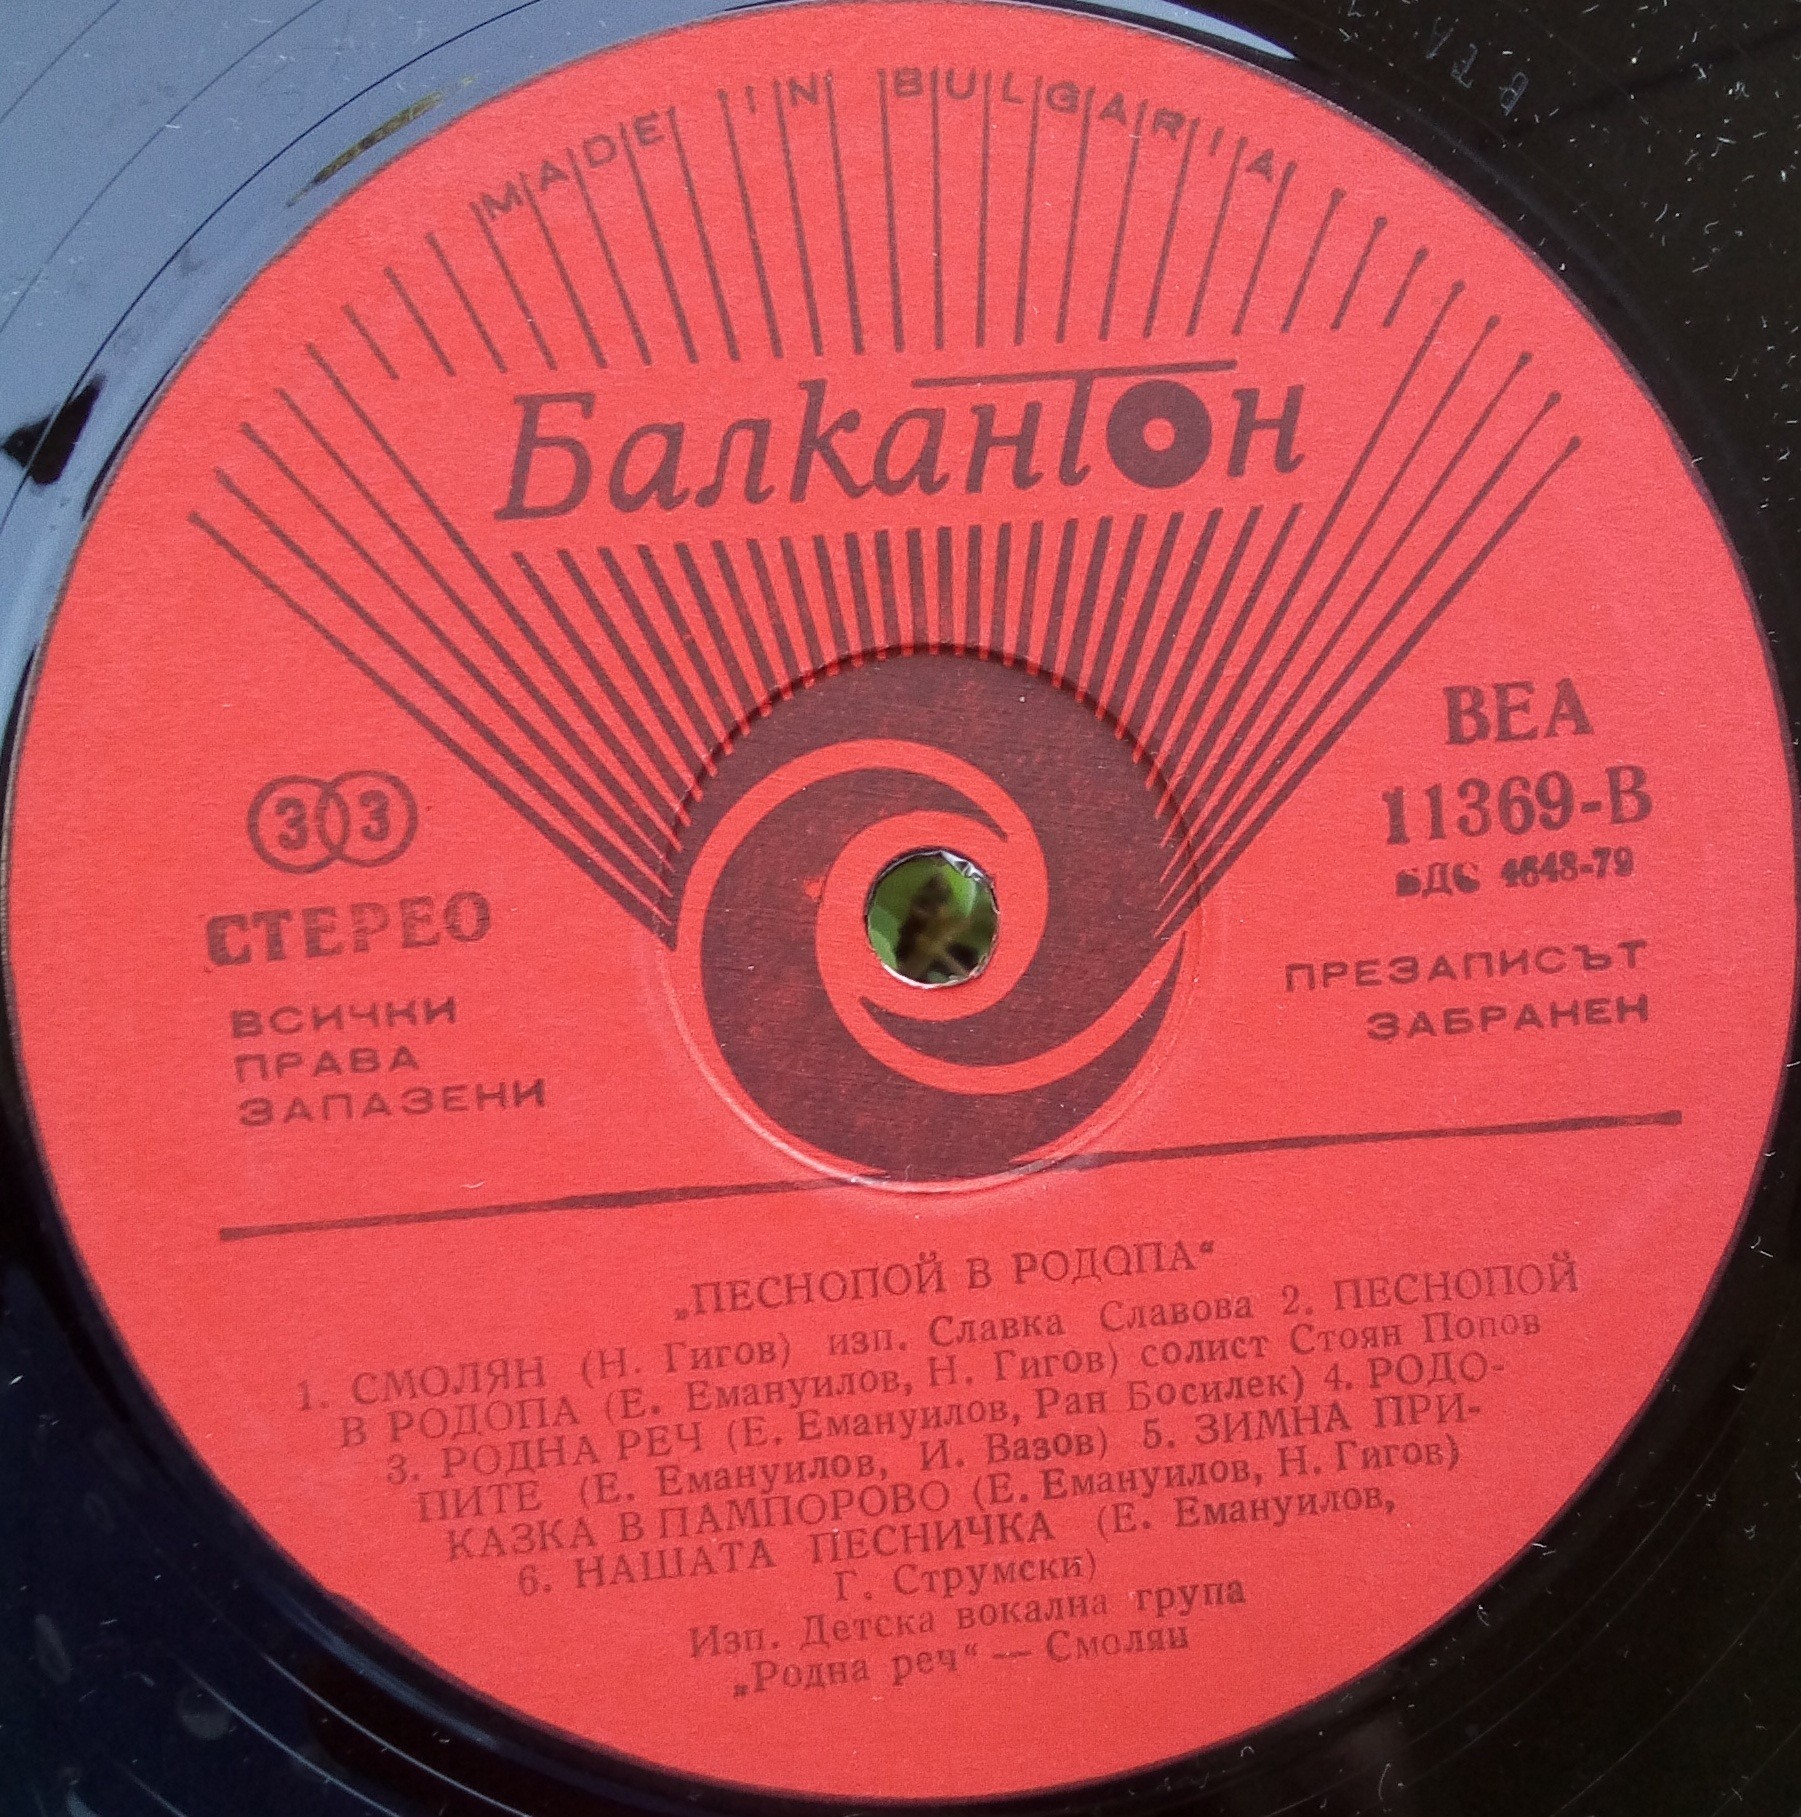 MADE IN BULGARIA
Балкантон
33
СТЕРЕО
ВСИЧКИ
ПРАВА
ЗАПАЗЕНИ
ВЕА
11369-В
БДС 4648-79
ПРЕЗАПИСЪТ
ЗАБРАНЕН
„ПЕСНОПОЙ В РОДОПА“
1. СМОЛЯН (Н. Гигов) изп. Славка Славова 2. ПЕСНОПОЙ
В РОДОПА (Е. Емануилов, Н. Гигов) солист Стоян Попов
3. РОДНА РЕЧ (Е. Емануилов, Ран Босилек) 4. РОДО-
ПИТЕ (Е. Емануилов, И. Вазов) 5. ЗИМНА ПРИ-
КАЗКА В ПАМПОРОВО (Е. Емануилов, Н. Гигов)
6. НАШАТА ПЕСНИЧКА (Е. Емануилов,
Г. Струмски)
Изп. Детска вокална група
„Родна реч“ — Смолян